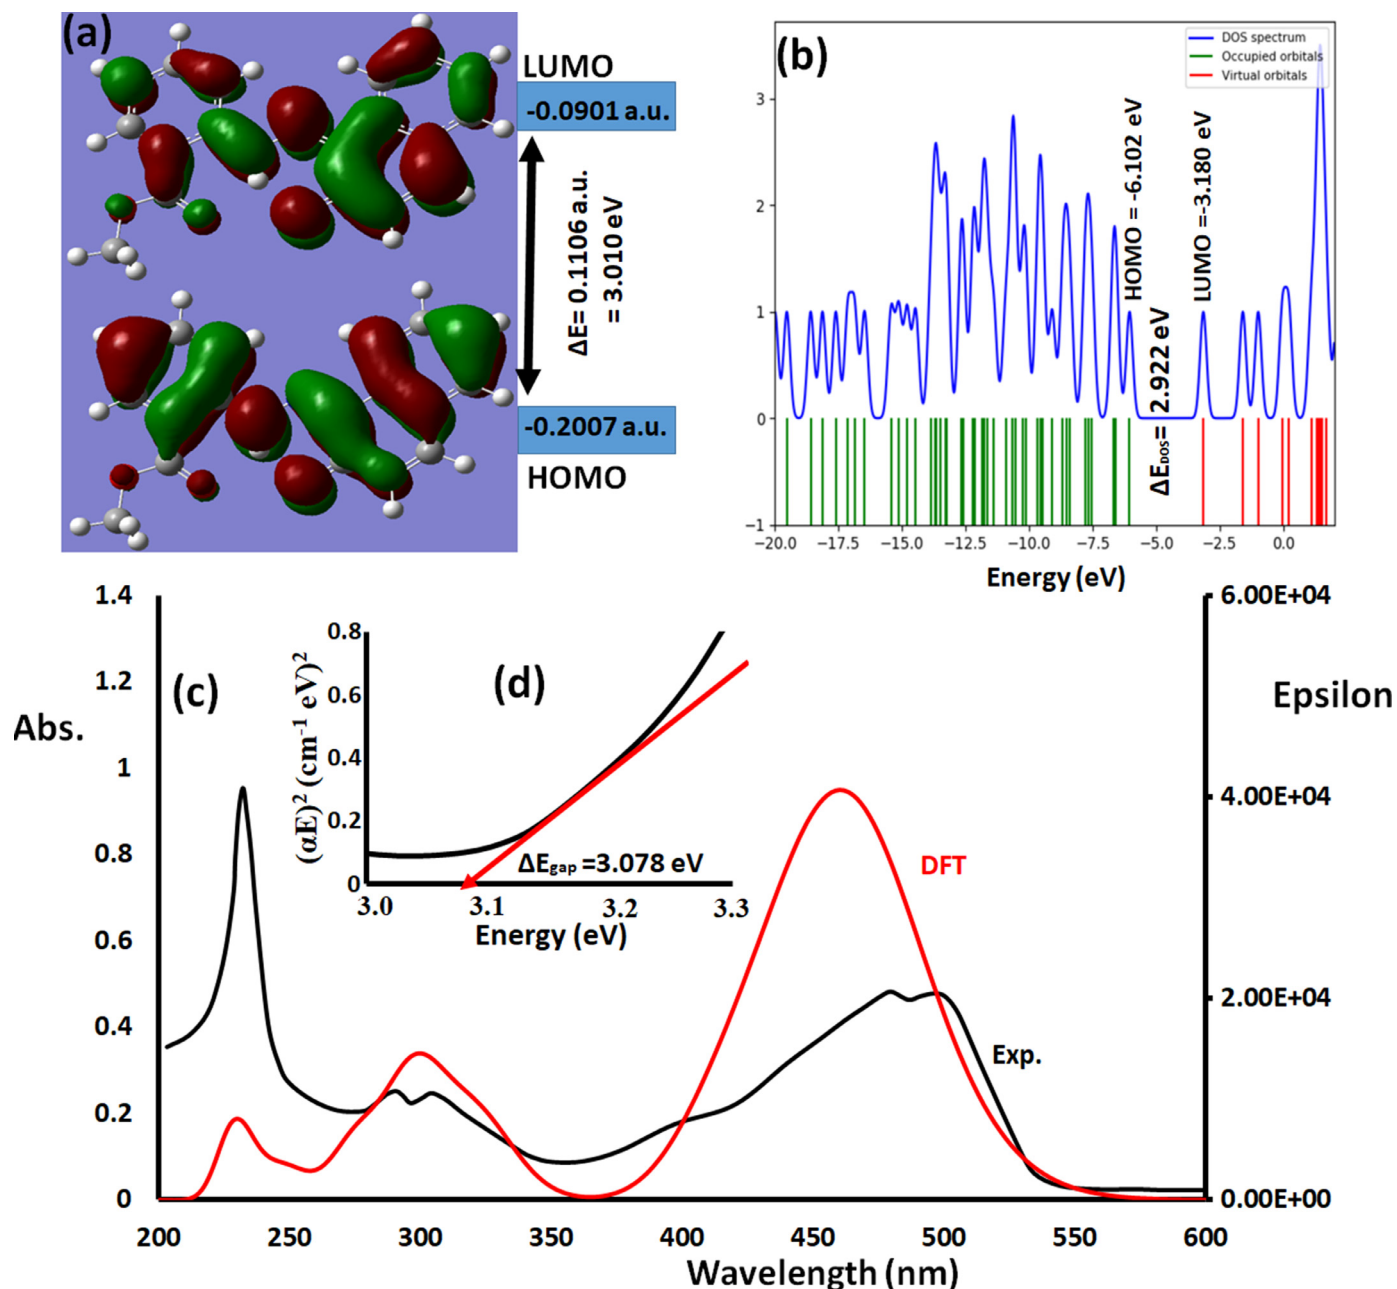 (a)
LUMO
-0.0901 a.u.
ΔE= 0.1106 a.u.
= 3.010 eV
-0.2007 a.u.
HOMO
(b)
DOS spectrum
Occupied orbitals
Virtual orbitals
HOMO = -6.102 eV
LUMO =-3.180 eV
ΔE_DOS= 2.922 eV
3
2
1
0
−1
−20.0 −17.5 −15.0 −12.5 −10.0 −7.5 −5.0 −2.5 0.0
Energy (eV)
(c)
Abs.
1.4
1.2
1
0.8
0.6
0.4
0.2
0
Epsilon
6.00E+04
4.00E+04
2.00E+04
0.00E+00
(d)
(αE)² (cm⁻¹ eV)²
0.8
0.6
0.4
0.2
0
ΔEgap =3.078 eV
3.0 3.1 3.2 3.3
Energy (eV)
DFT
Exp.
200 250 300 350 400 450 500 550 600
Wavelength (nm)